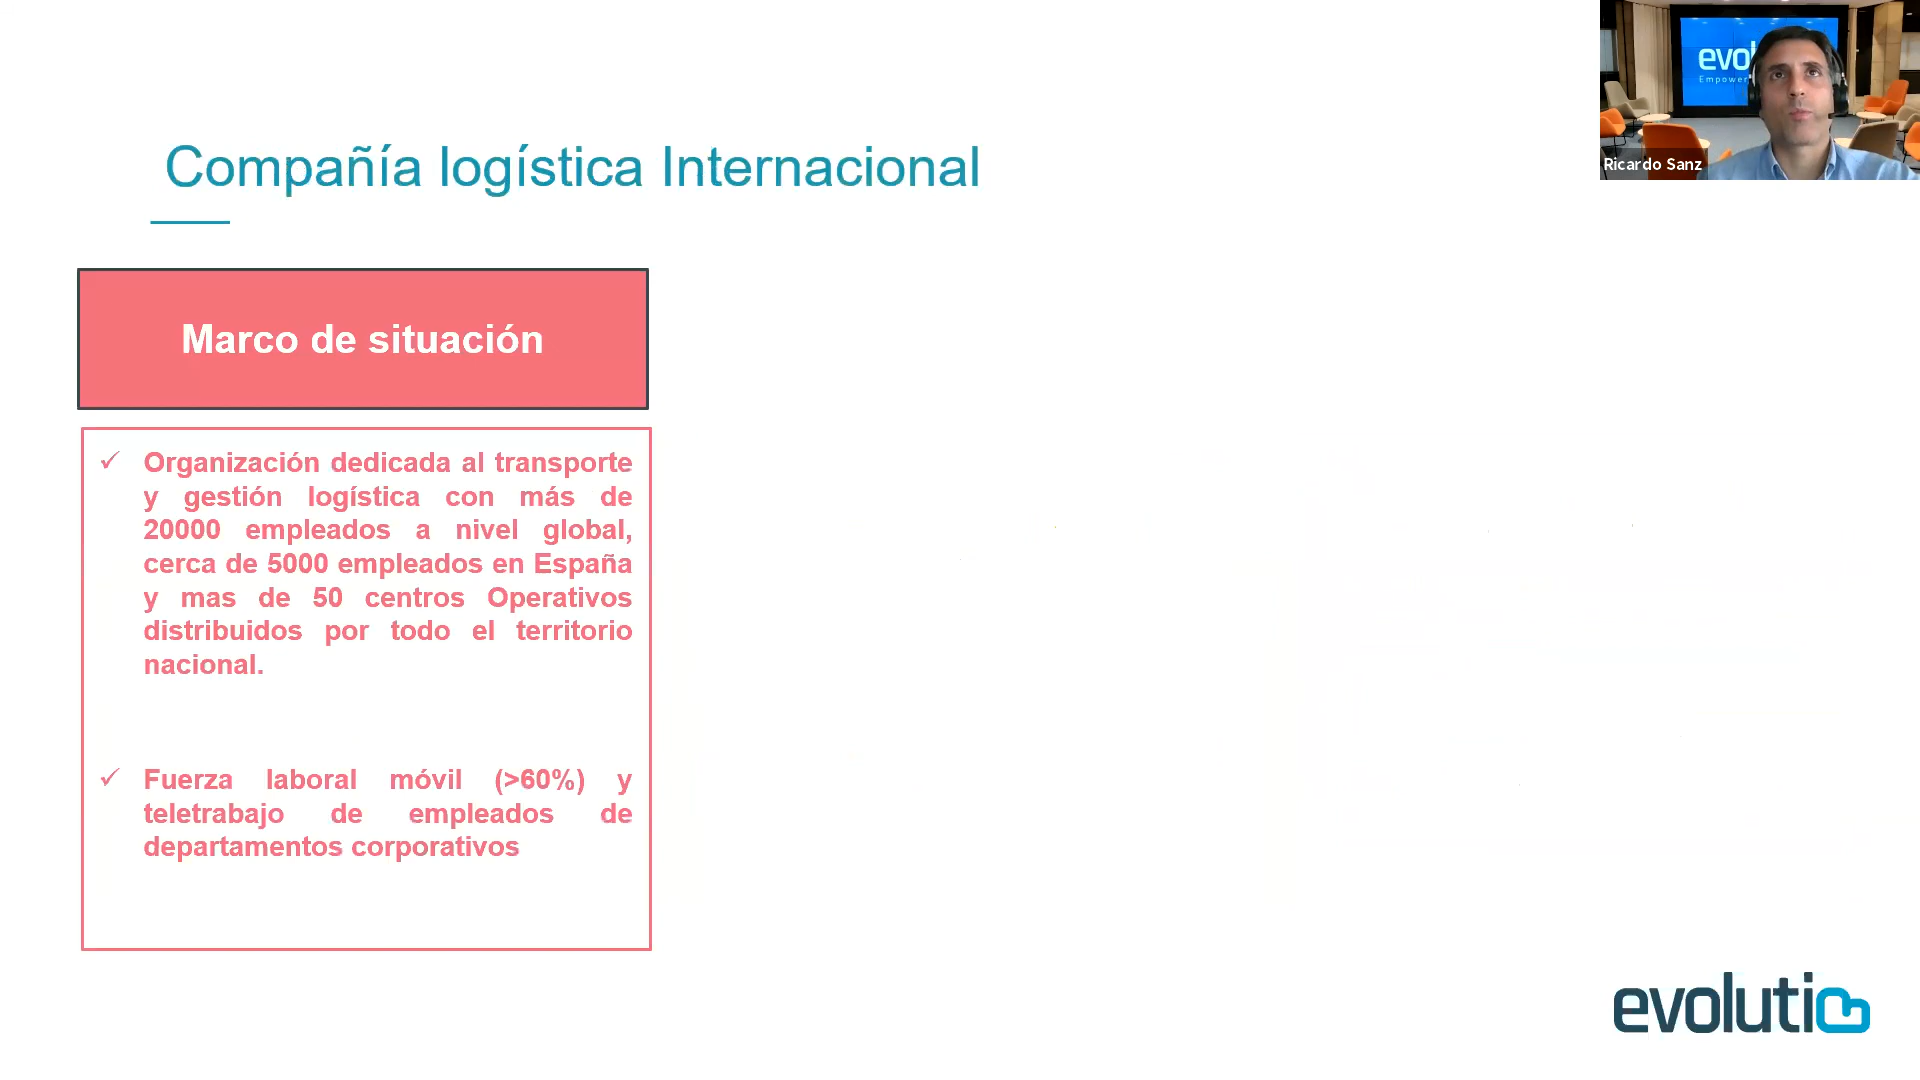 Compañía logística Internacional
evol
Empower
Ricardo Sanz
Marco de situación
✓ Organización dedicada al transporte
y gestión logística con más de
20000 empleados a nivel global,
cerca de 5000 empleados en España
y mas de 50 centros Operativos
distribuidos por todo el territorio
nacional.
✓ Fuerza laboral móvil (>60%) y
teletrabajo de empleados de
departamentos corporativos
evolutio